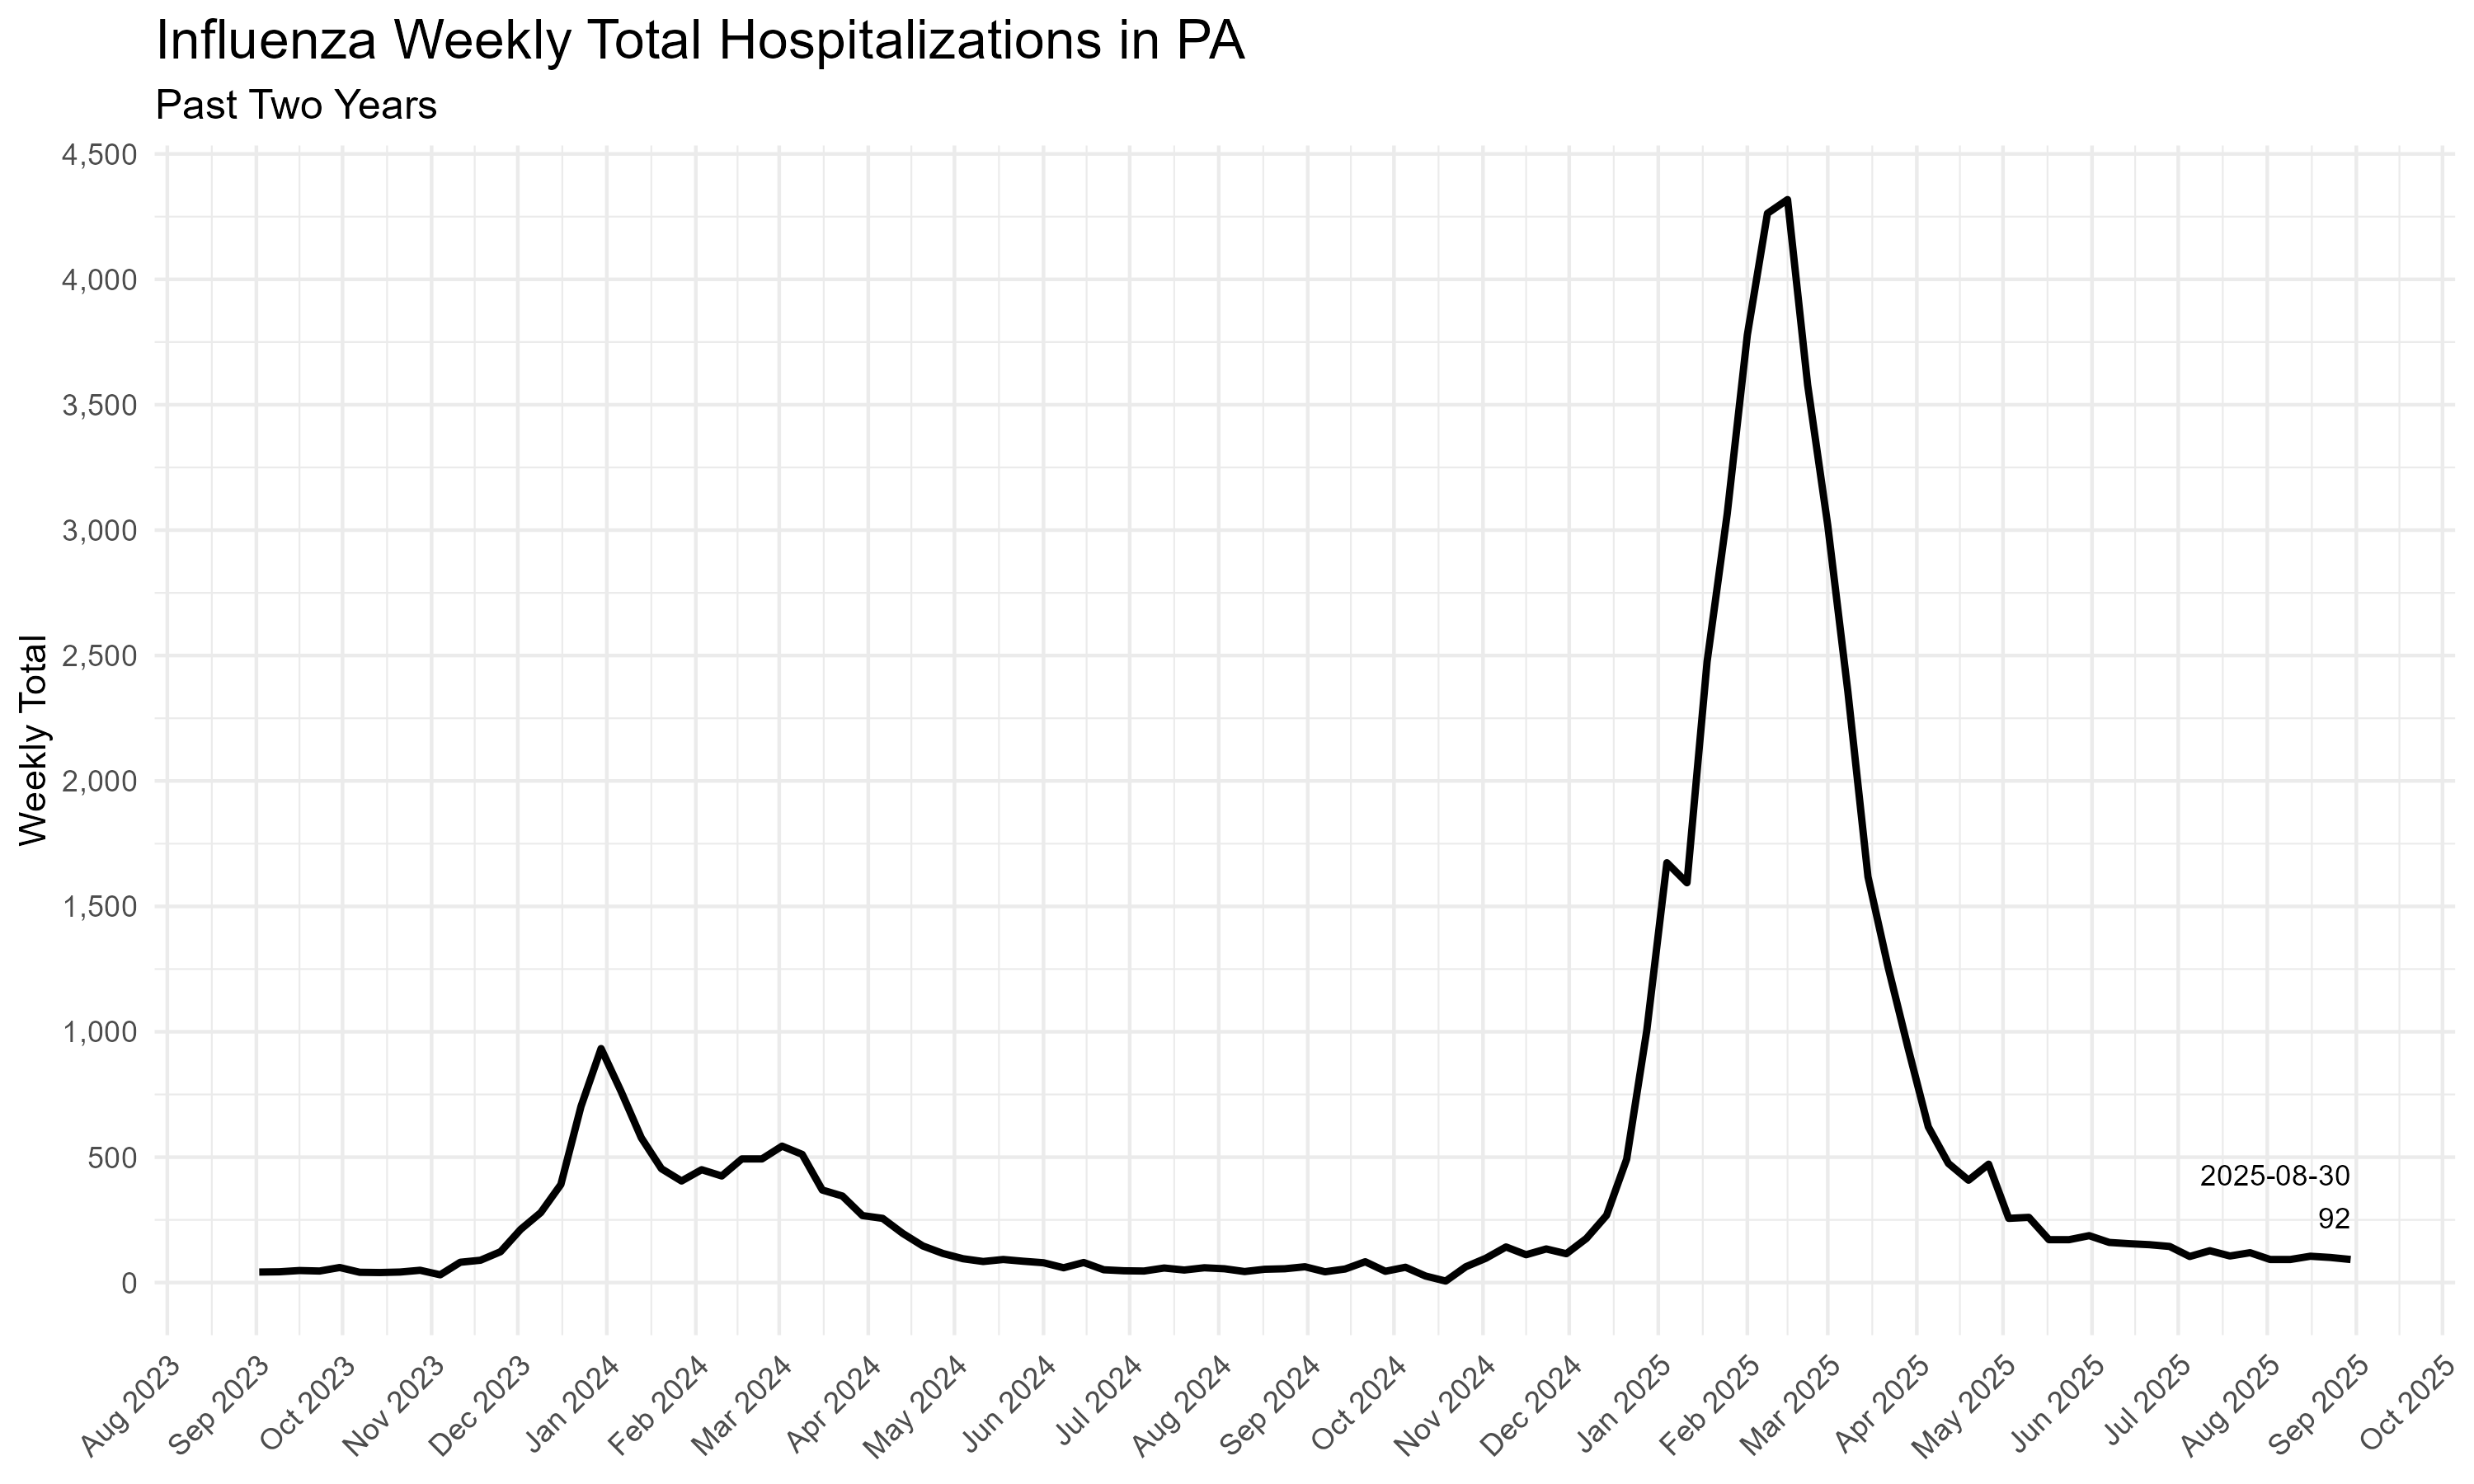 Influenza Weekly Total Hospitalizations in PA
Past Two Years
4,500
4,000
3,500
3,000
2,500
2,000
1,500
1,000
500
0
Weekly Total
2025-08-30
92
Aug 2023
Sep 2023
Oct 2023
Nov 2023
Dec 2023
Jan 2024
Feb 2024
Mar 2024
Apr 2024
May 2024
Jun 2024
Jul 2024
Aug 2024
Sep 2024
Oct 2024
Nov 2024
Dec 2024
Jan 2025
Feb 2025
Mar 2025
Apr 2025
May 2025
Jun 2025
Jul 2025
Aug 2025
Sep 2025
Oct 2025